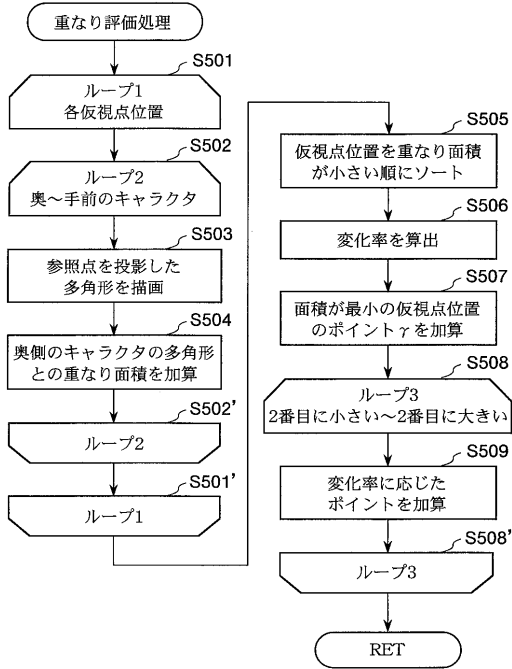 重なり評価処理
S501
ループ1
各仮視点位置
S502
ループ2
奥～手前のキャラクタ
S503
参照点を投影した
多角形を描画
S504
奥側のキャラクタの多角形
との重なり面積を加算
S502'
ループ2
S501'
ループ1
S505
仮視点位置を重なり面積
が小さい順にソート
S506
変化率を算出
S507
面積が最小の仮視点位置
のポイントγを加算
S508
ループ3
2番目に小さい～2番目に大きい
S509
変化率に応じた
ポイントを加算
S508'
ループ3
RET